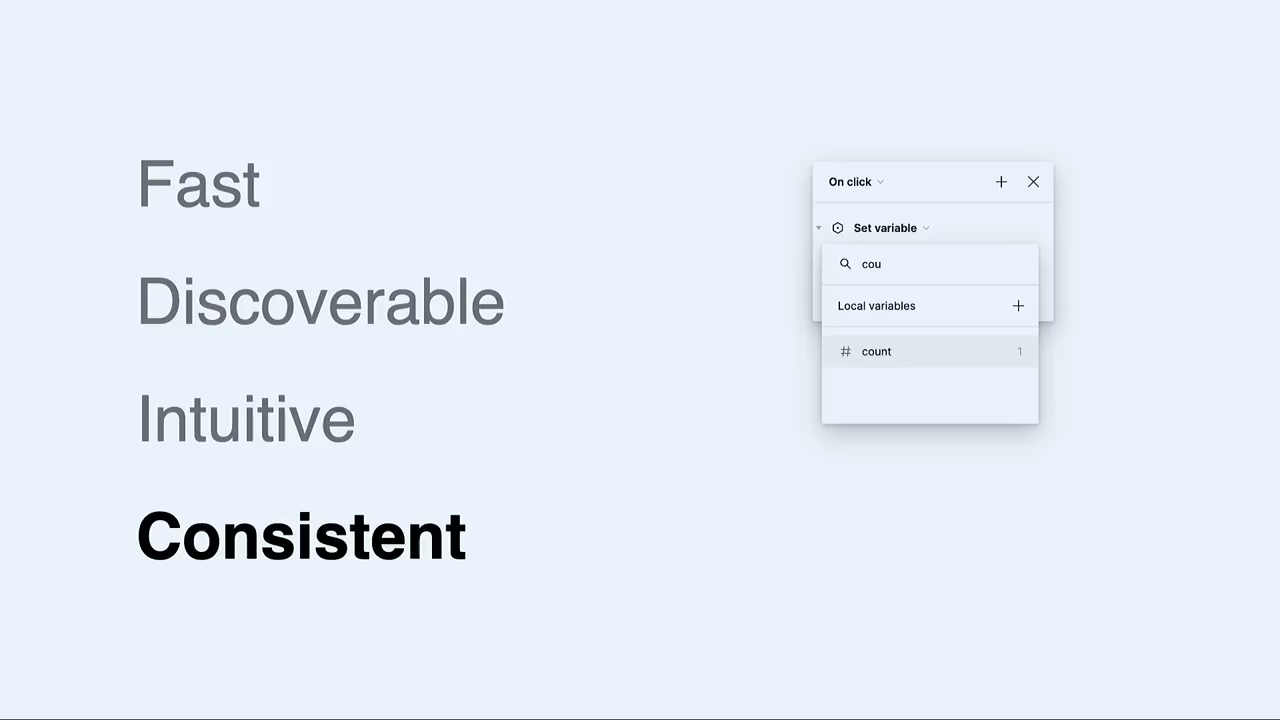 Fast
Discoverable
Intuitive
Consistent
On click
Set variable
cou
Local variables
count 1